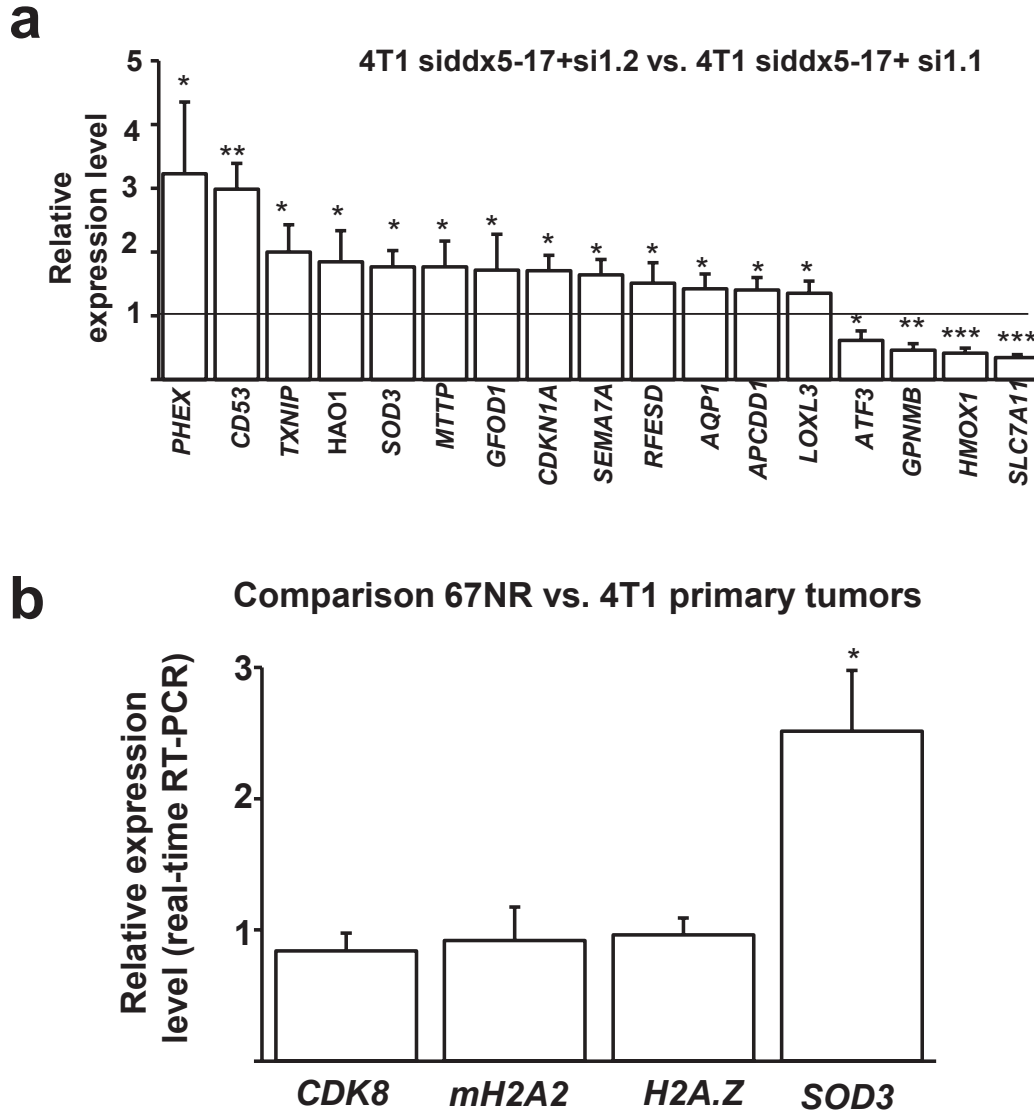 a
4T1 siddx5-17+si1.2 vs. 4T1 siddx5-17+ si1.1
Relative
expression level
5
4
3
2
1
* ** * * * * * * * * * * * * ** *** ***
PHEX CD53 TXNIP HAO1 SOD3 MTTP GFOD1 CDKN1A SEMA7A RFESD AQP1 APCDD1 LOXL3 ATF3 GPNMB HMOX1 SLC7A11
b
Comparison 67NR vs. 4T1 primary tumors
Relative expression
level (real-time RT-PCR)
3
2
1
*
CDK8 mH2A2 H2A.Z SOD3